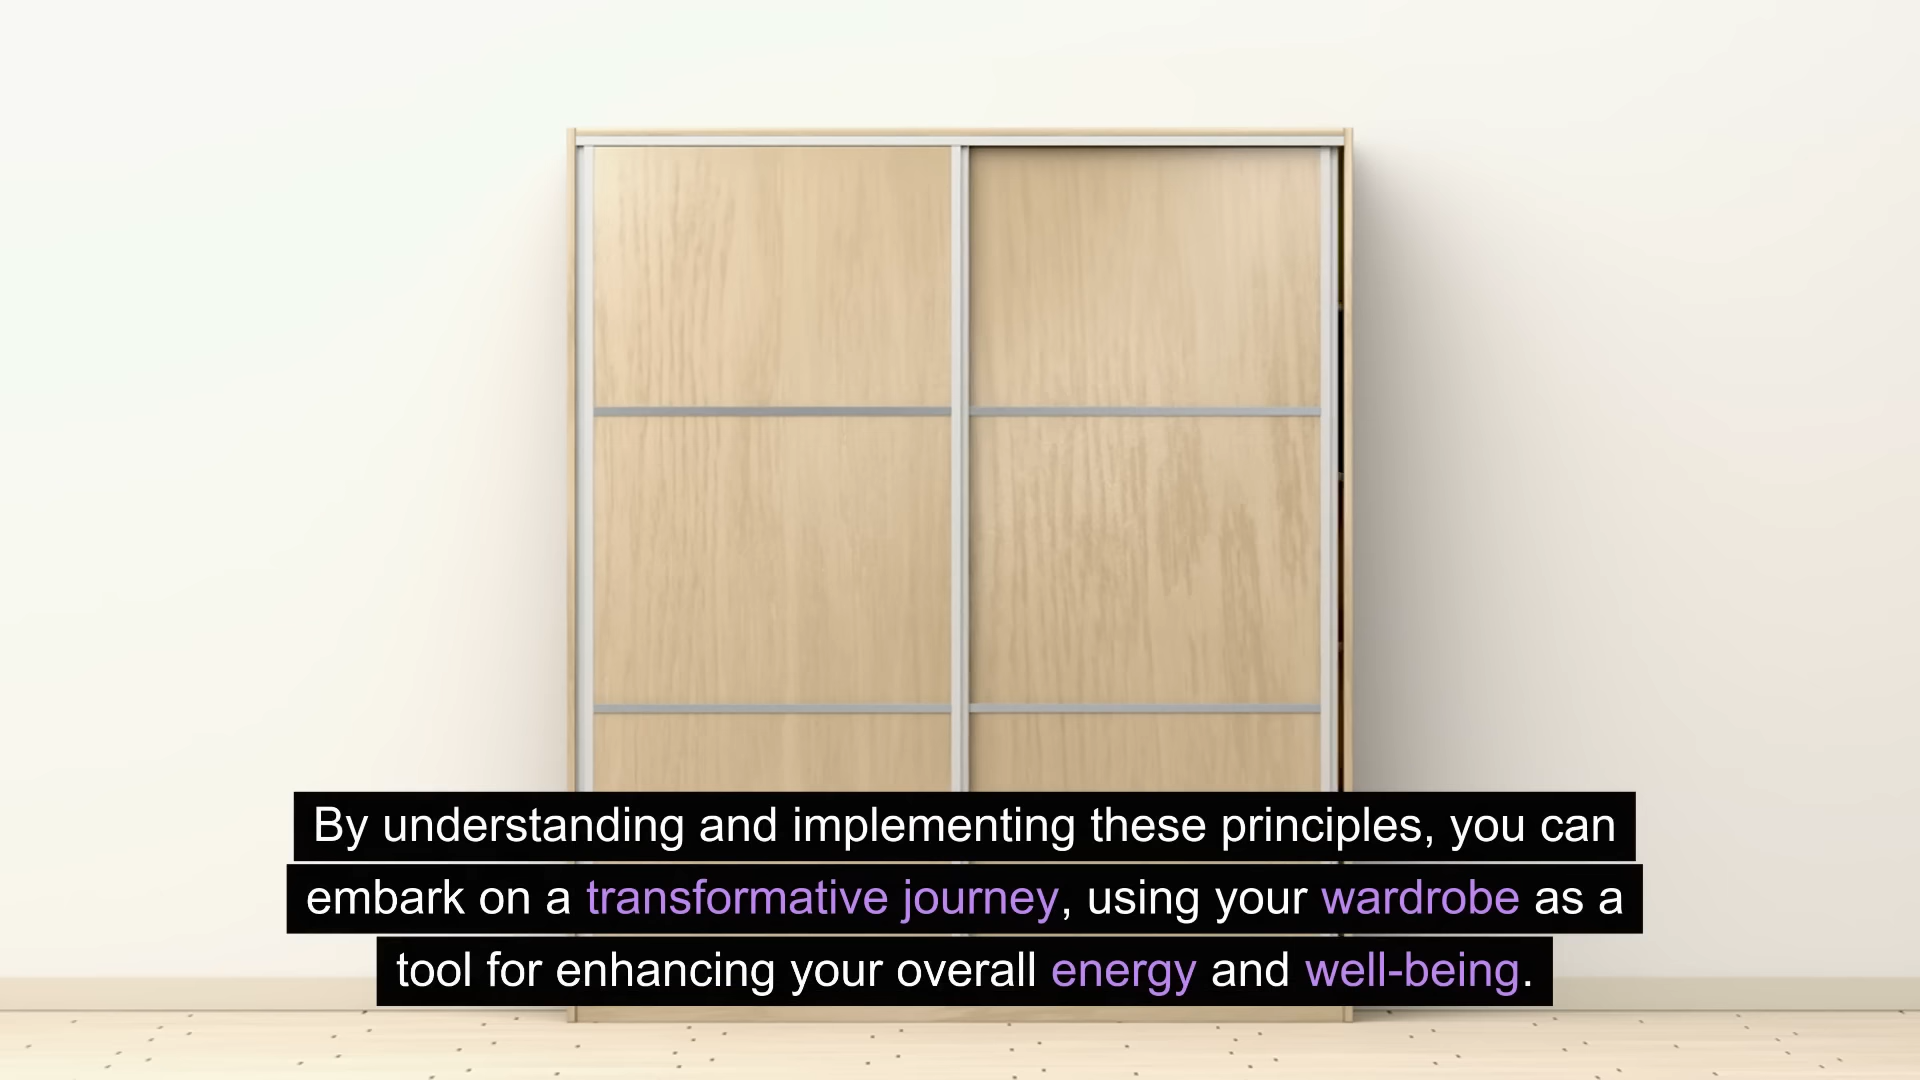 By understanding and implementing these principles, you can
embark on a transformative journey, using your wardrobe as a
tool for enhancing your overall energy and well-being.